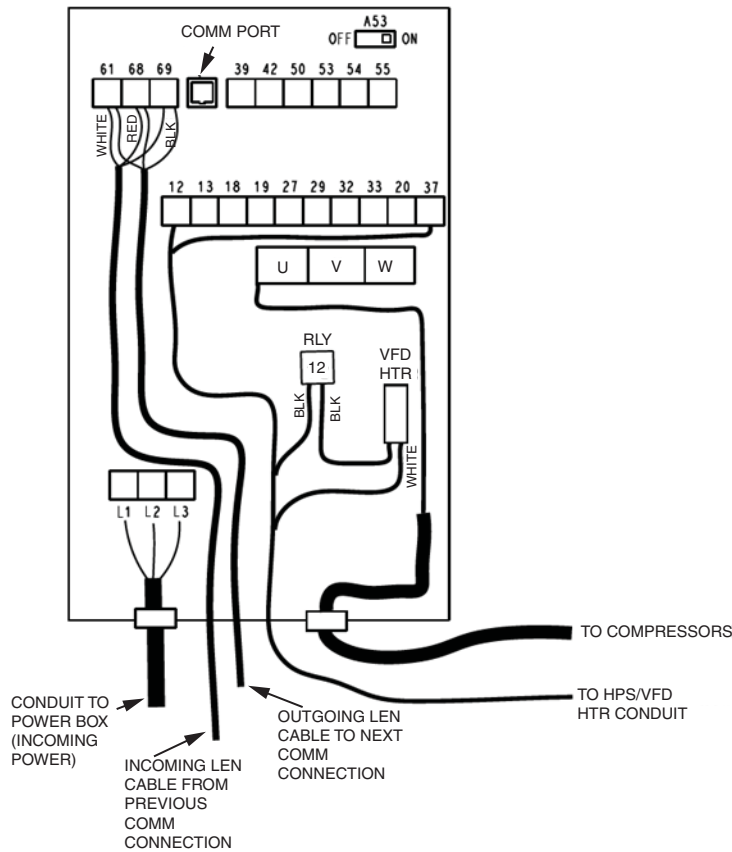 COMM PORT
A53
OFF ON
61 68 69
39 42 50 53 54 55
WHITE
RED
BLK
12 13 18 19 27 29 32 33 20 37
U V W
RLY
12
VFD
HTR
BLK
BLK
WHITE
L1 L2 L3
TO COMPRESSORS
TO HPS/VFD
HTR CONDUIT
CONDUIT TO
POWER BOX
(INCOMING
POWER)
OUTGOING LEN
CABLE TO NEXT
COMM
CONNECTION
INCOMING LEN
CABLE FROM
PREVIOUS
COMM
CONNECTION